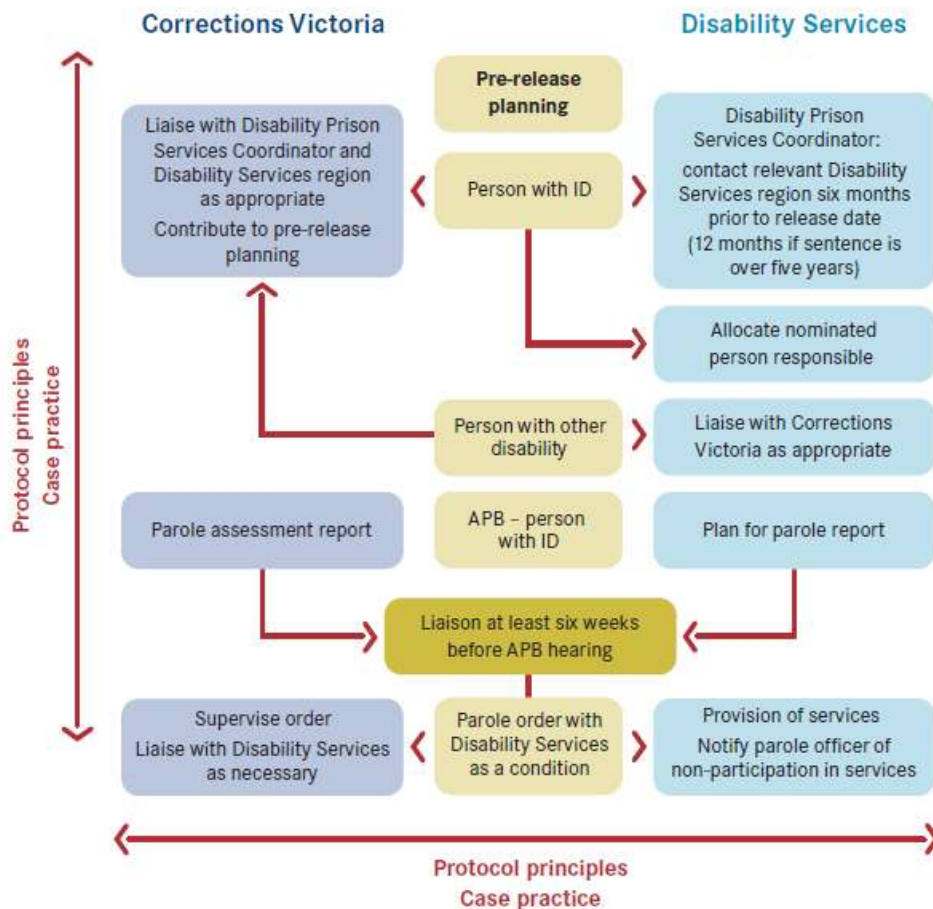 Corrections Victoria
Disability Services
Pre-release
planning
Liaise with Disability Prison
Services Coordinator and
Disability Services region
as appropriate
Contribute to pre-release
planning
Person with ID
Disability Prison
Services Coordinator:
contact relevant Disability
Services region six months
prior to release date
(12 months if sentence is
over five years)
Allocate nominated
person responsible
Person with other
disability
Liaise with Corrections
Victoria as appropriate
Protocol principles
Case practice
Parole assessment report
APB – person
with ID
Plan for parole report
Liaison at least six weeks
before APB hearing
Supervise order
Liaise with Disability Services
as necessary
Parole order with
Disability Services
as a condition
Provision of services
Notify parole officer of
non-participation in services
Protocol principles
Case practice